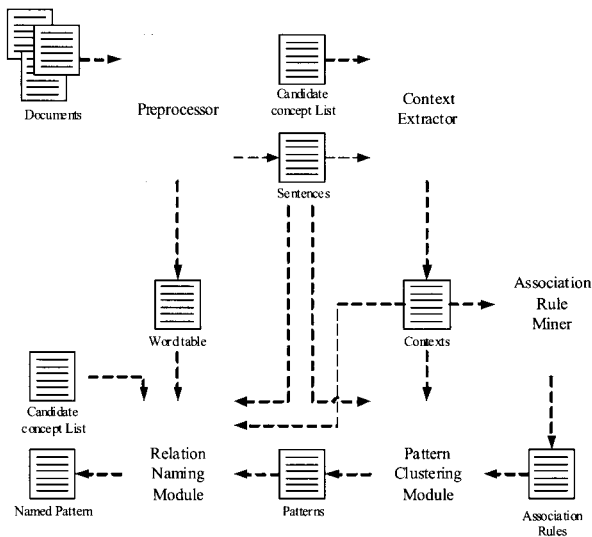 Documents
Preprocessor
Candidate
concept List
Context
Extractor
Sentences
Word table
Contexts
Association
Rule
Miner
Candidate
concept List
Relation
Naming
Module
Pattern
Clustering
Module
Named Pattern
Patterns
Association
Rules